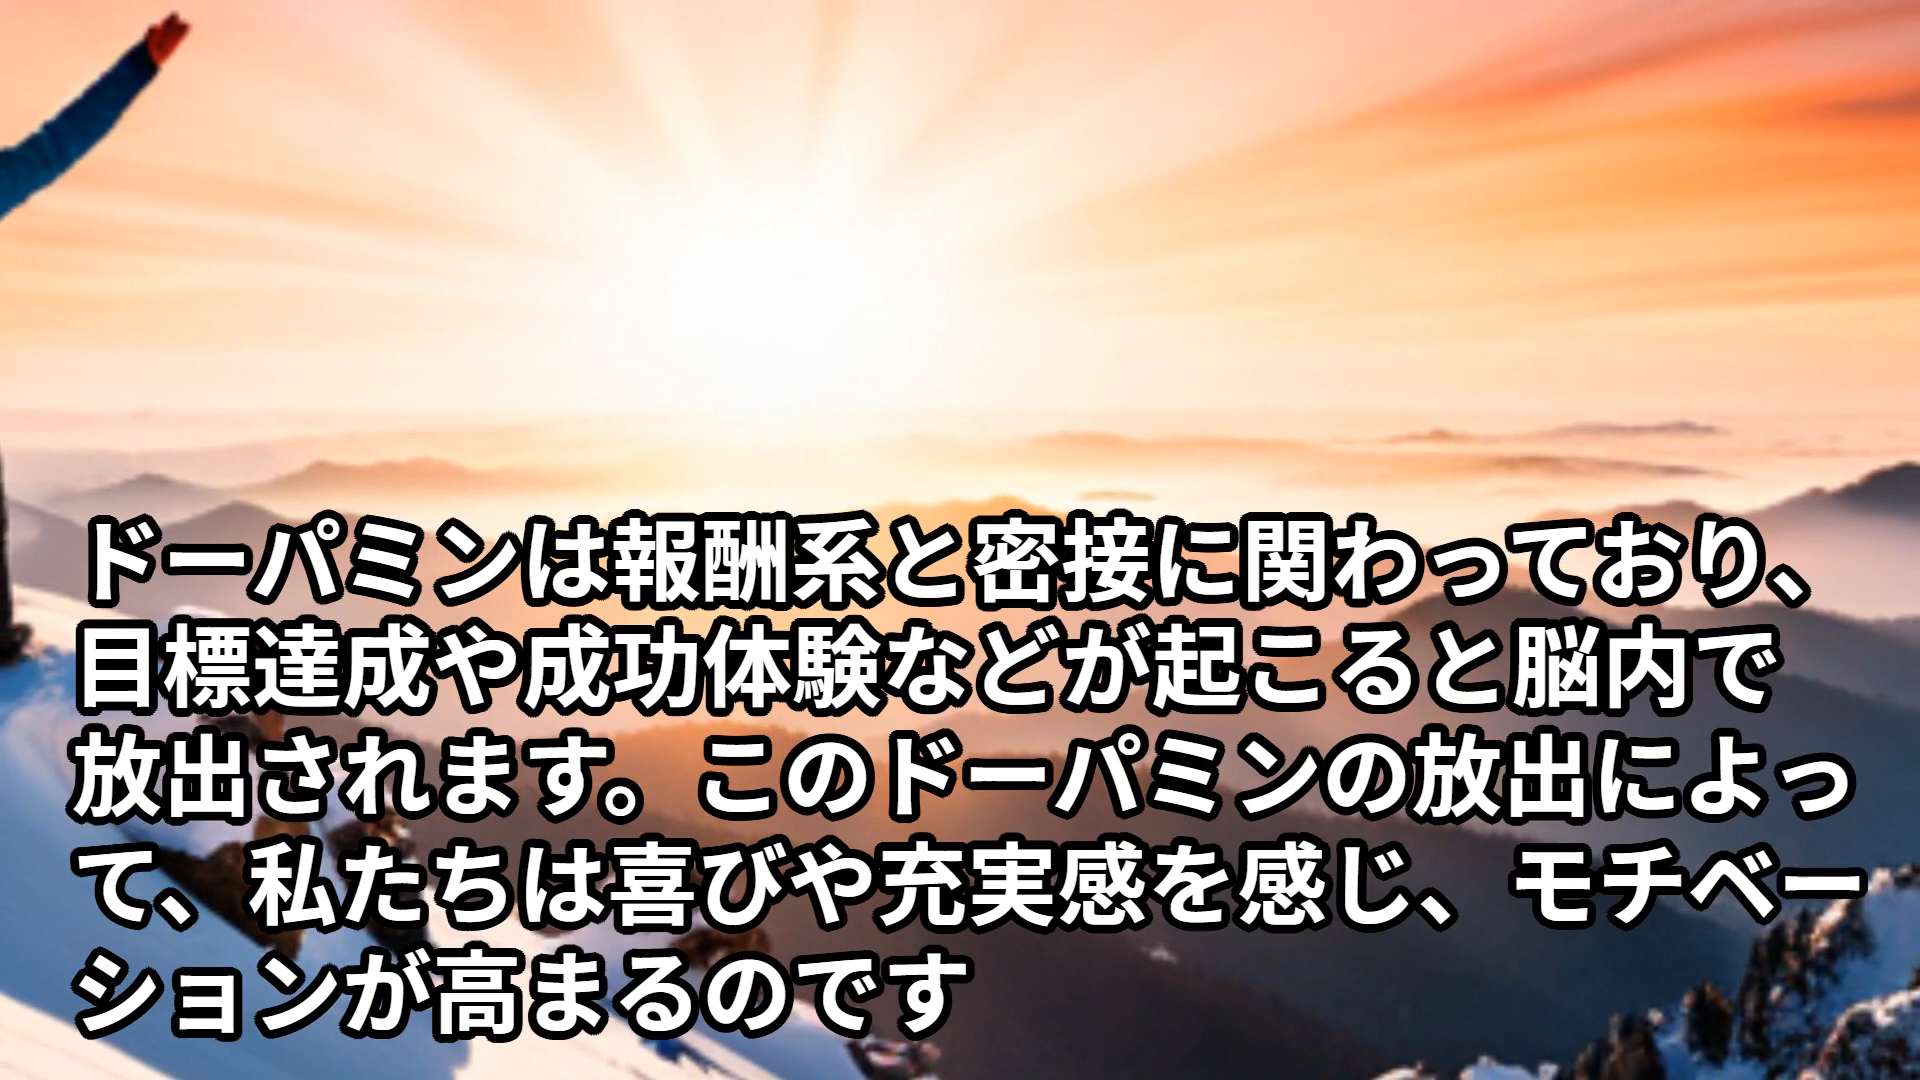 ドーパミンは報酬系と密接に関わっており、
目標達成や成功体験などが起こると脳内で
放出されます。このドーパミンの放出によっ
て、私たちは喜びや充実感を感じ、モチベー
ションが高まるのです